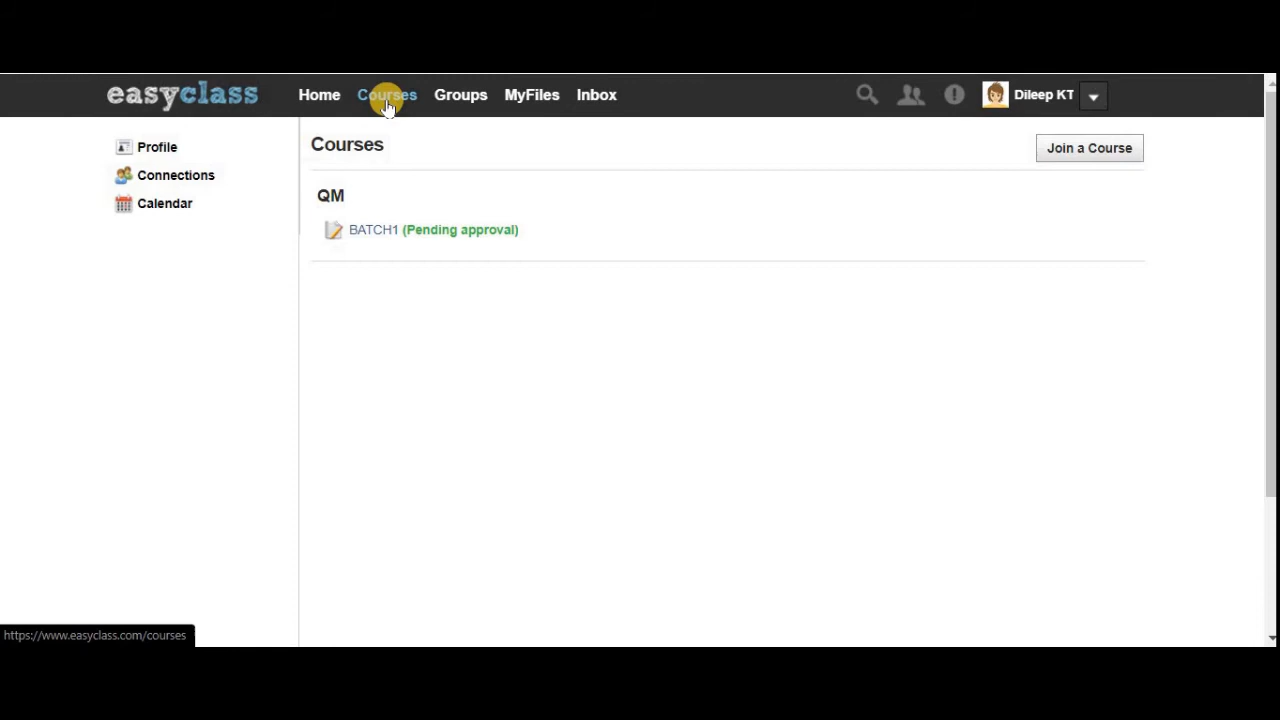 easyclass Home Courses Groups MyFiles Inbox Dileep KT
Profile
Connections
Calendar
Courses
Join a Course
QM
BATCH1 (Pending approval)
https://www.easyclass.com/courses